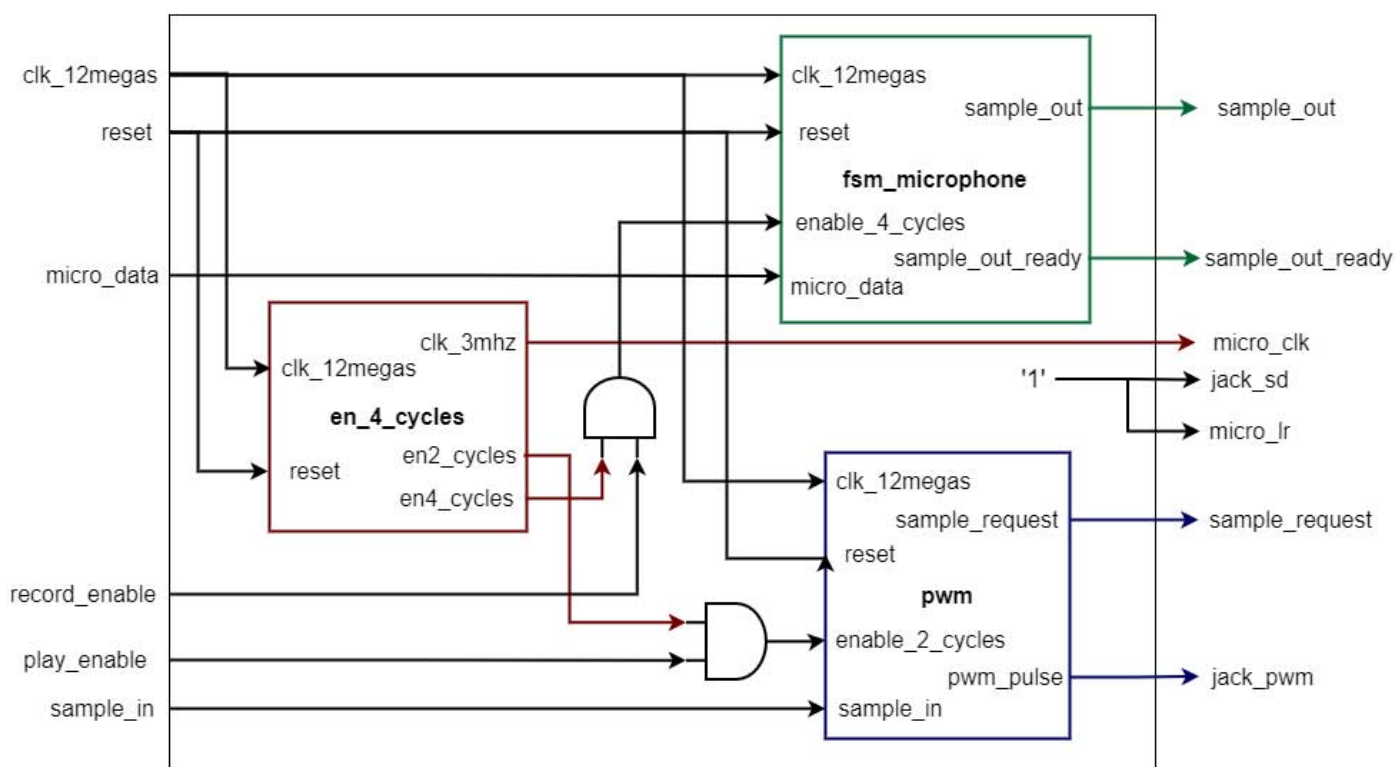 clk_12megas
reset
micro_data
record_enable
play_enable
sample_in
clk_12megas
sample_out
reset
fsm_microphone
enable_4_cycles
sample_out_ready
micro_data
clk_3mhz
clk_12megas
en_4_cycles
en2_cycles
reset
en4_cycles
'1'
clk_12megas
sample_request
reset
pwm
enable_2_cycles
pwm_pulse
sample_in
sample_out
sample_out_ready
micro_clk
jack_sd
micro_lr
sample_request
jack_pwm